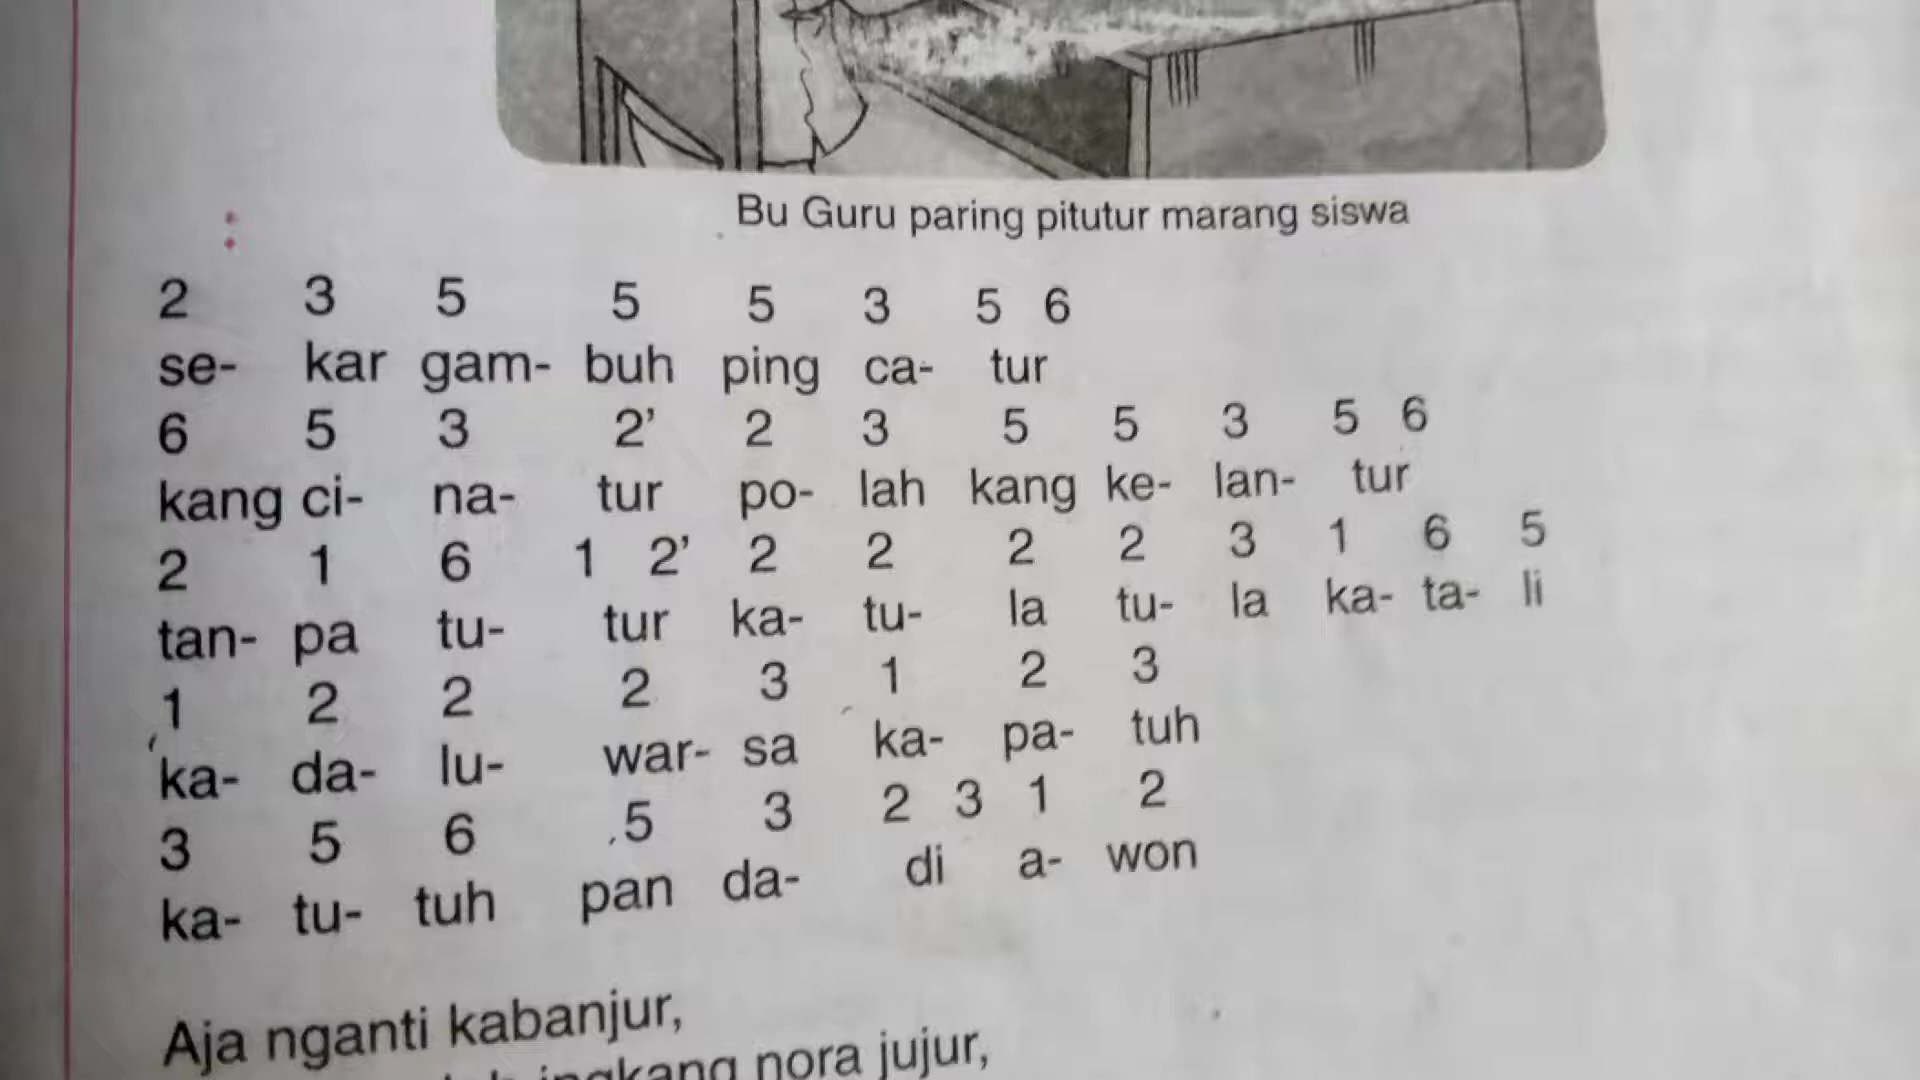 Bu Guru paring pitutur marang siswa
:
2 3 5 5 5 3 5 6
se- kar gam- buh ping ca- tur
6 5 3 2’ 2 3 5 5 3 5 6
kang ci- na- tur po- lah kang ke- lan- tur
2 1 6 1 2’ 2 2 2 2 3 1 6 5
tan- pa tu- tur ka- tu- la tu- la ka- ta- li
1 2 2 2 3 1 2 3
ka- da- lu- war- sa ka- pa- tuh
3 5 6 5 3 2 3 1 2
ka- tu- tuh pan da- di a- won
Aja nganti kabanjur,
ingkang nora jujur,